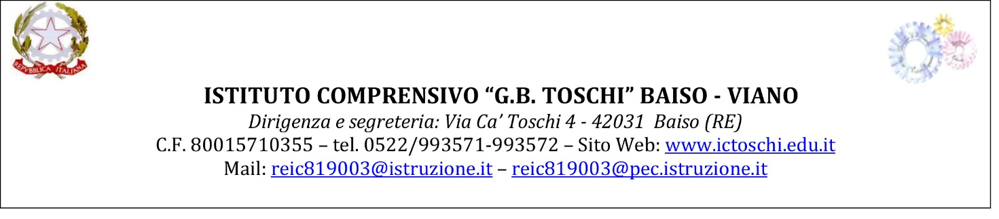 REPVBBLICA ITALIANA
ISTITUTO COMPRENSIVO “G.B. TOSCHI” BAISO - VIANO
Dirigenza e segreteria: Via Ca’ Toschi 4 - 42031  Baiso (RE)
C.F. 80015710355 – tel. 0522/993571-993572 – Sito Web: www.ictoschi.edu.it
Mail: reic819003@istruzione.it – reic819003@pec.istruzione.it